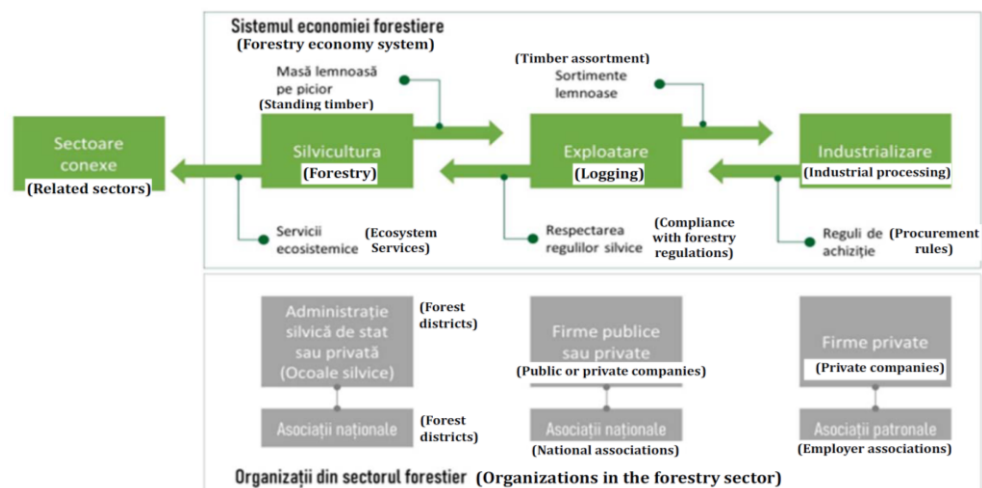 Sistemul economiei forestiere
(Forestry economy system)
Masă lemnoasă
pe picior
(Standing timber)
(Timber assortment)
Sortimente
lemnoase
Sectoare
conexe
(Related sectors)
Silvicultura
(Forestry)
Exploatare
(Logging)
Industrializare
(Industrial processing)
Servicii
ecosistemice
(Ecosystem
Services)
Respectarea
regulilor silvice
(Compliance
with forestry
regulations)
Reguli de
achiziție
(Procurement
rules)
Administrație
silvică de stat
sau privată
(Ocoale silvice)
(Forest
districts)
Firme publice
sau private
(Public or private companies)
Firme private
(Private companies)
Asociații naționale
(Forest
districts)
Asociații naționale
(National associations)
Asociații patronale
(Employer associations)
Organizații din sectorul forestier (Organizations in the forestry sector)